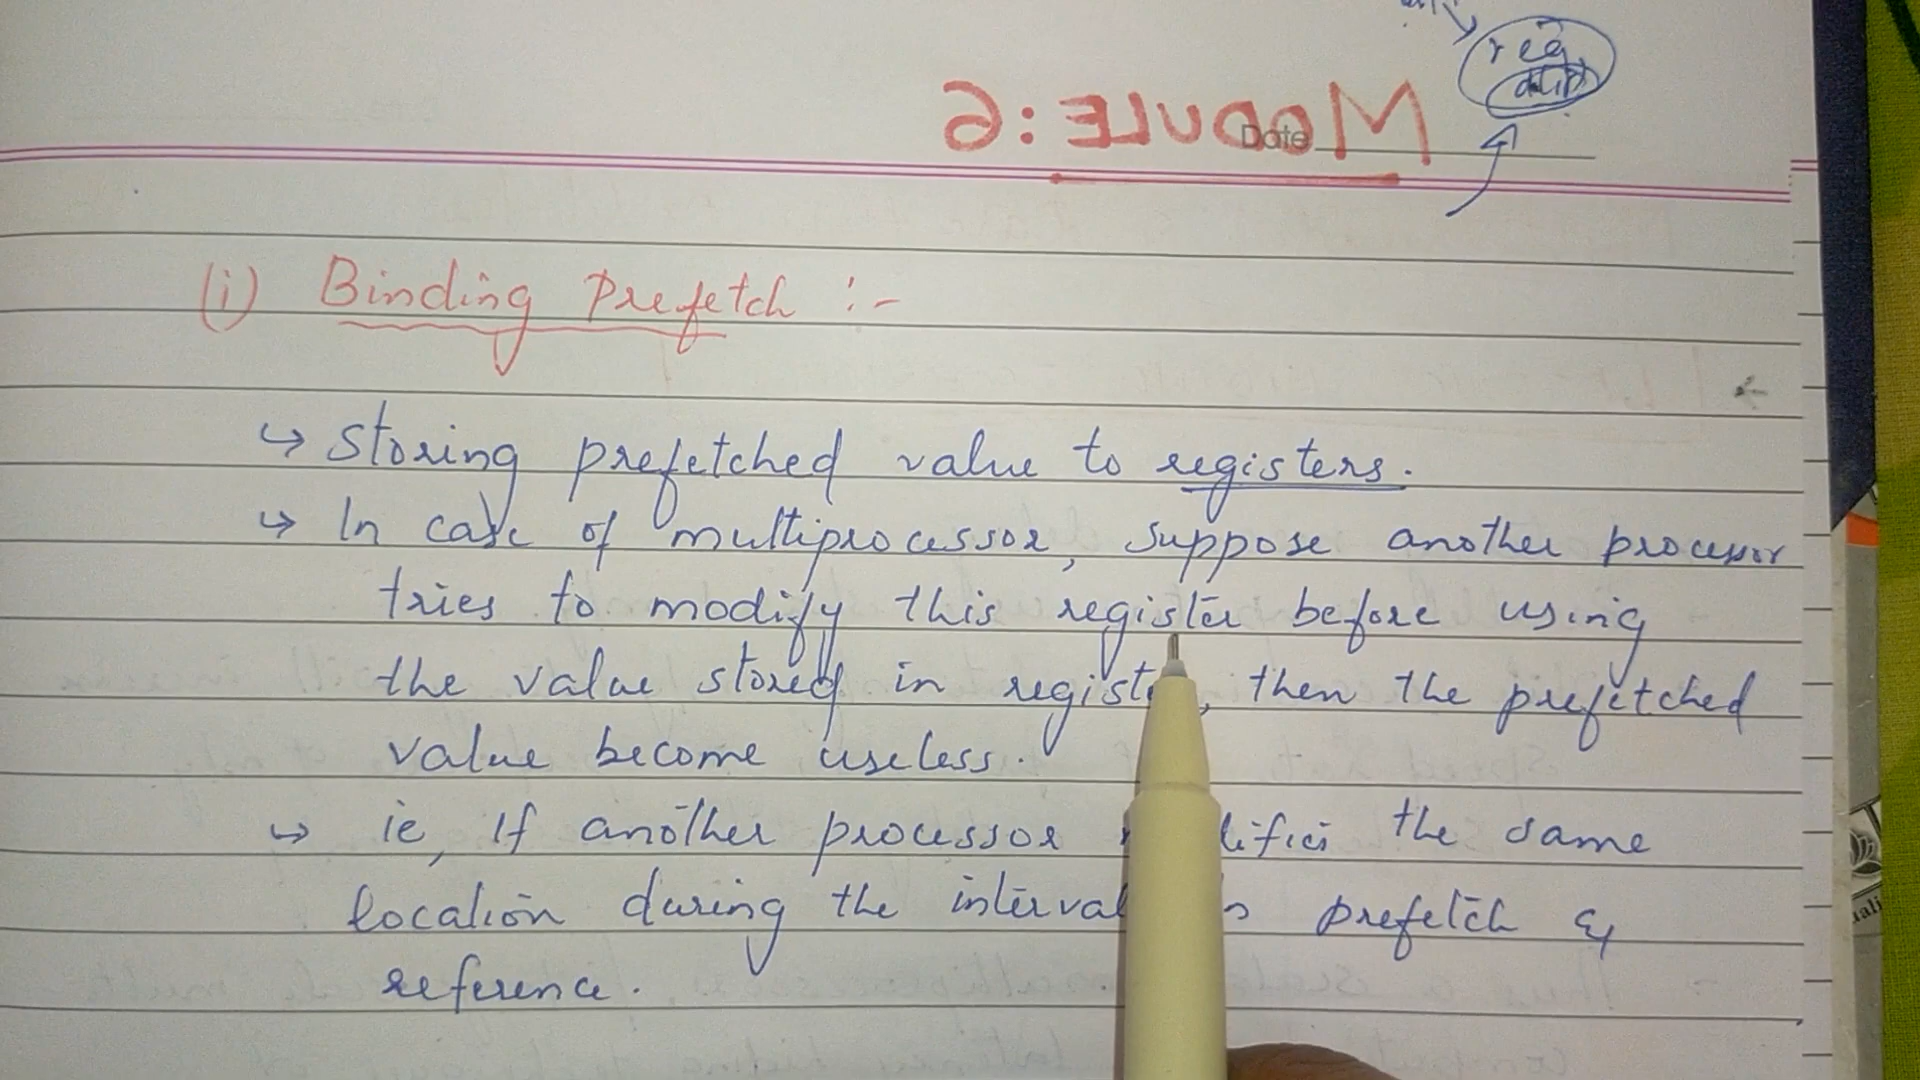 reg
MODULE : 6
Date
(i) Binding Prefetch :-
↪ Storing prefetched value to registers.
↪ In case of multiprocessor, suppose another processor
tries to modify this register before using
the value stored in register, then the prefetched
value become useless.
↪ ie, If another processor the same
location during the interval prefetch &
reference.